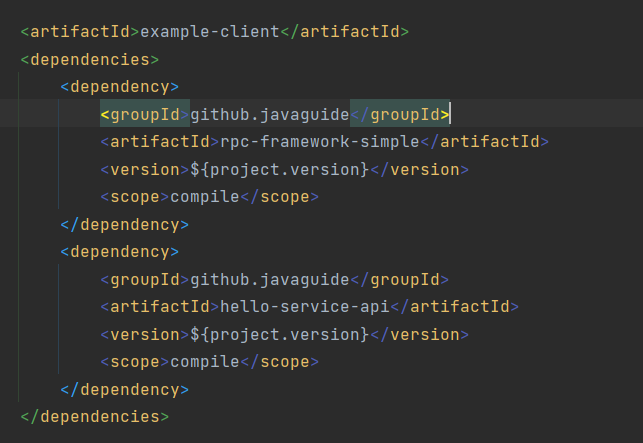 <artifactId>example-client</artifactId>
<dependencies>
<dependency>
<groupId>github.javaguide</groupId>
<artifactId>rpc-framework-simple</artifactId>
<version>${project.version}</version>
<scope>compile</scope>
</dependency>
<dependency>
<groupId>github.javaguide</groupId>
<artifactId>hello-service-api</artifactId>
<version>${project.version}</version>
<scope>compile</scope>
</dependency>
</dependencies>